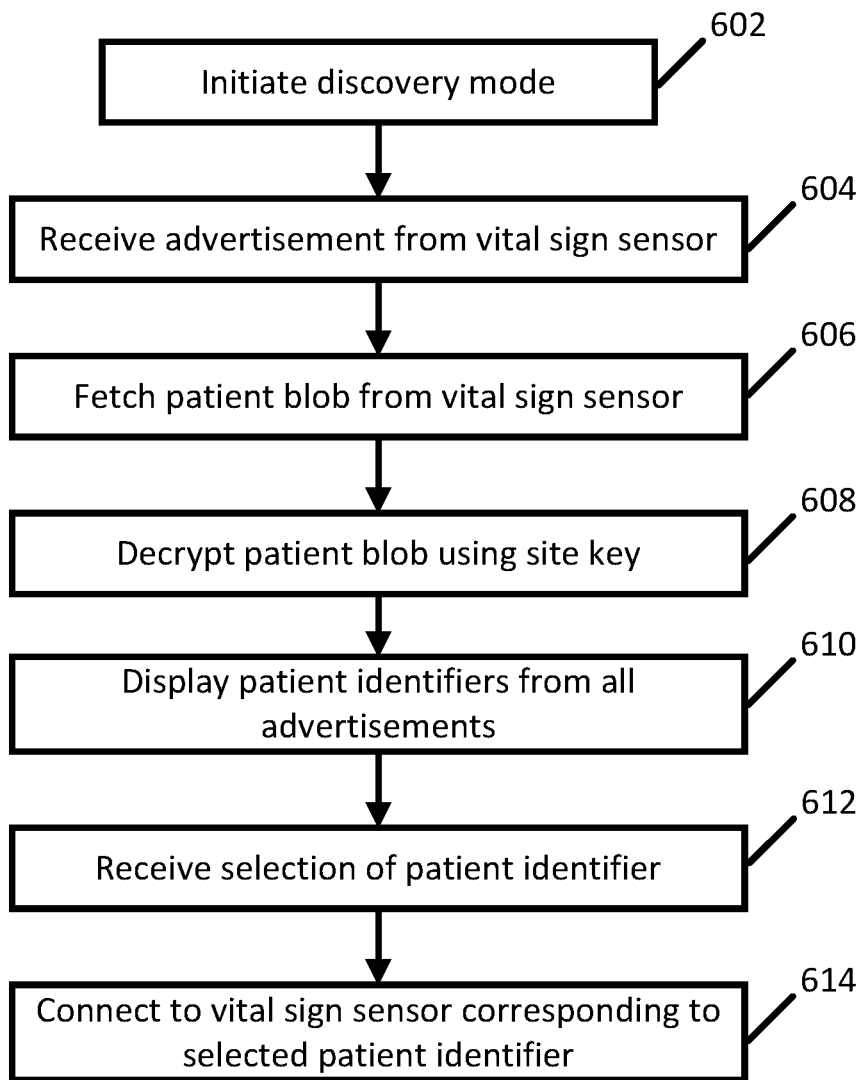 602
Initiate discovery mode
604
Receive advertisement from vital sign sensor
606
Fetch patient blob from vital sign sensor
608
Decrypt patient blob using site key
610
Display patient identifiers from all
advertisements
612
Receive selection of patient identifier
614
Connect to vital sign sensor corresponding to
selected patient identifier